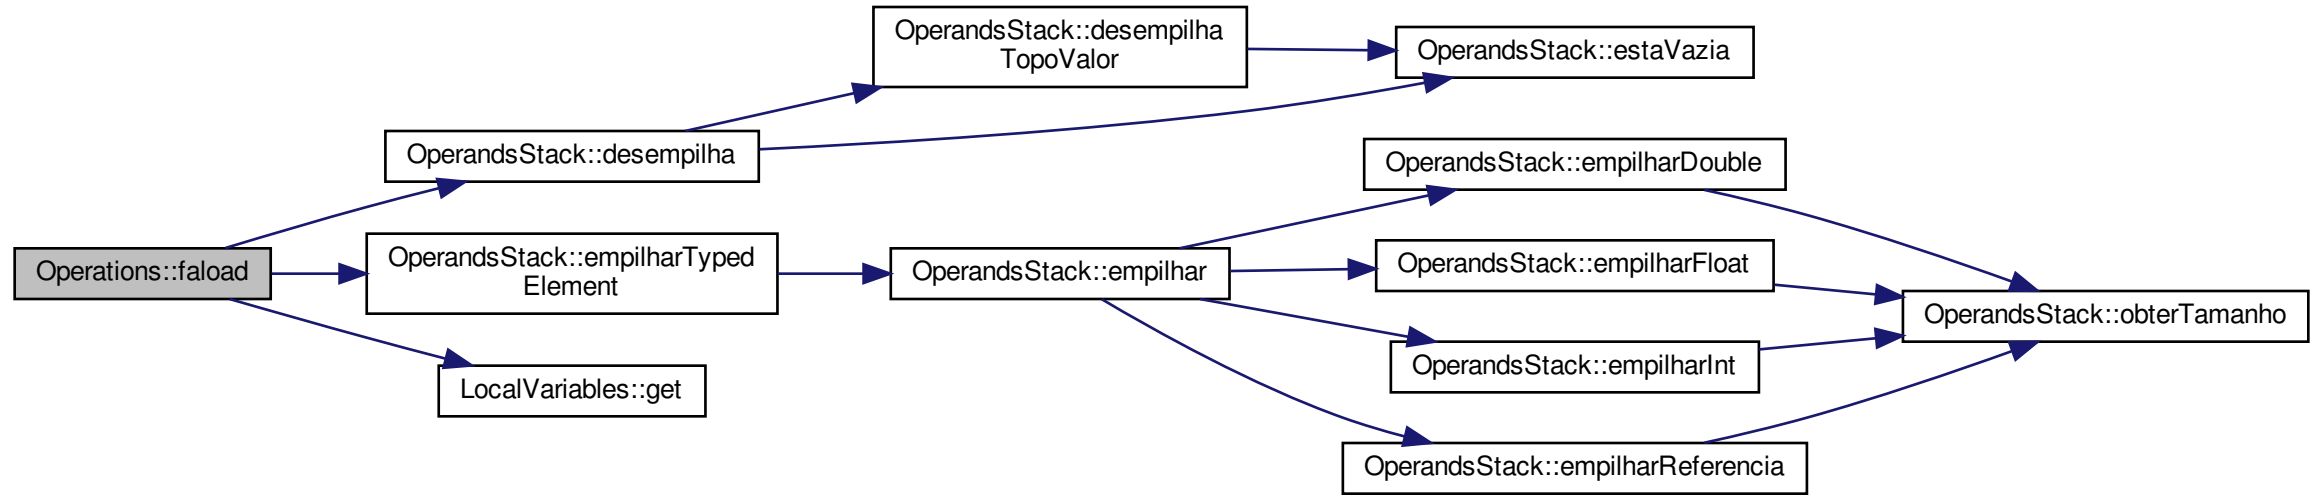 Operations::faload
OperandsStack::desempilha
OperandsStack::desempilha
TopoValor
OperandsStack::estaVazia
OperandsStack::empilharTyped
Element
OperandsStack::empilhar
OperandsStack::empilharDouble
OperandsStack::empilharFloat
OperandsStack::empilharInt
OperandsStack::empilharReferencia
OperandsStack::obterTamanho
LocalVariables::get